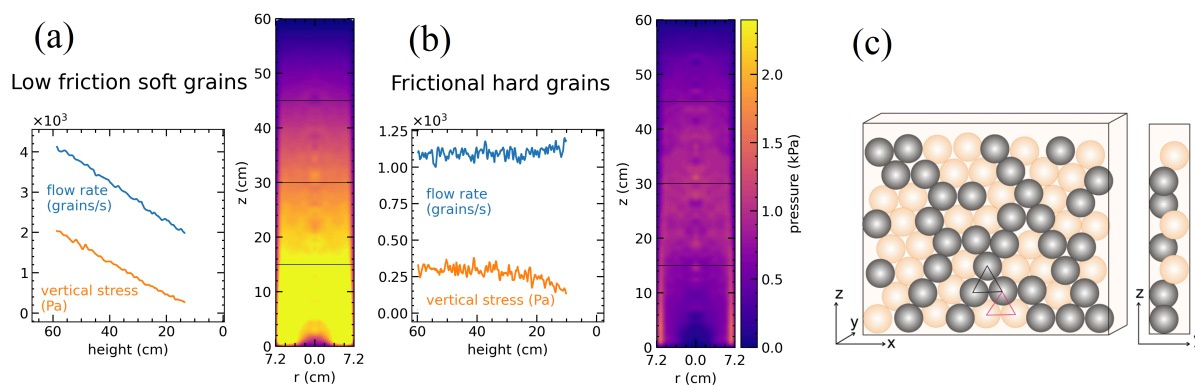 (a)
Low friction soft grains
×10³
4
3
2
1
0
flow rate
(grains/s)
vertical stress
(Pa)
60
40
20
0
height (cm)
60
50
40
30
20
10
0
z (cm)
7.2
0.0
7.2
r (cm)
(b)
Frictional hard grains
×10³
1.25
1.00
0.75
0.50
0.25
0.00
flow rate
(grains/s)
vertical stress (Pa)
60
40
20
0
height (cm)
60
50
40
30
20
10
0
z (cm)
7.2
0.0
7.2
r (cm)
2.0
1.5
1.0
0.5
0.0
pressure (kPa)
(c)
z
y
x
z
y